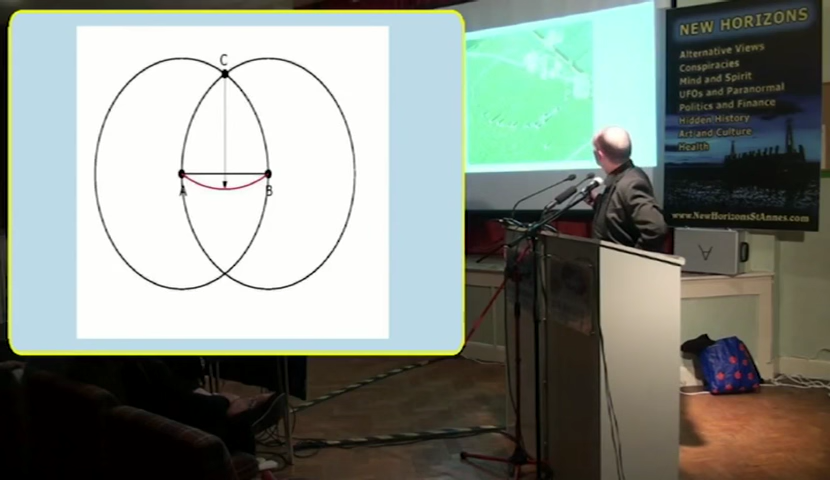 C
A
B
NEW HORIZONS
Alternative Views
Conspiracies
Mind and Spirit
UFOs and Paranormal
Politics and Finance
Hidden History
Art and Culture
Health
www.NewHorizonsStAnnes.com